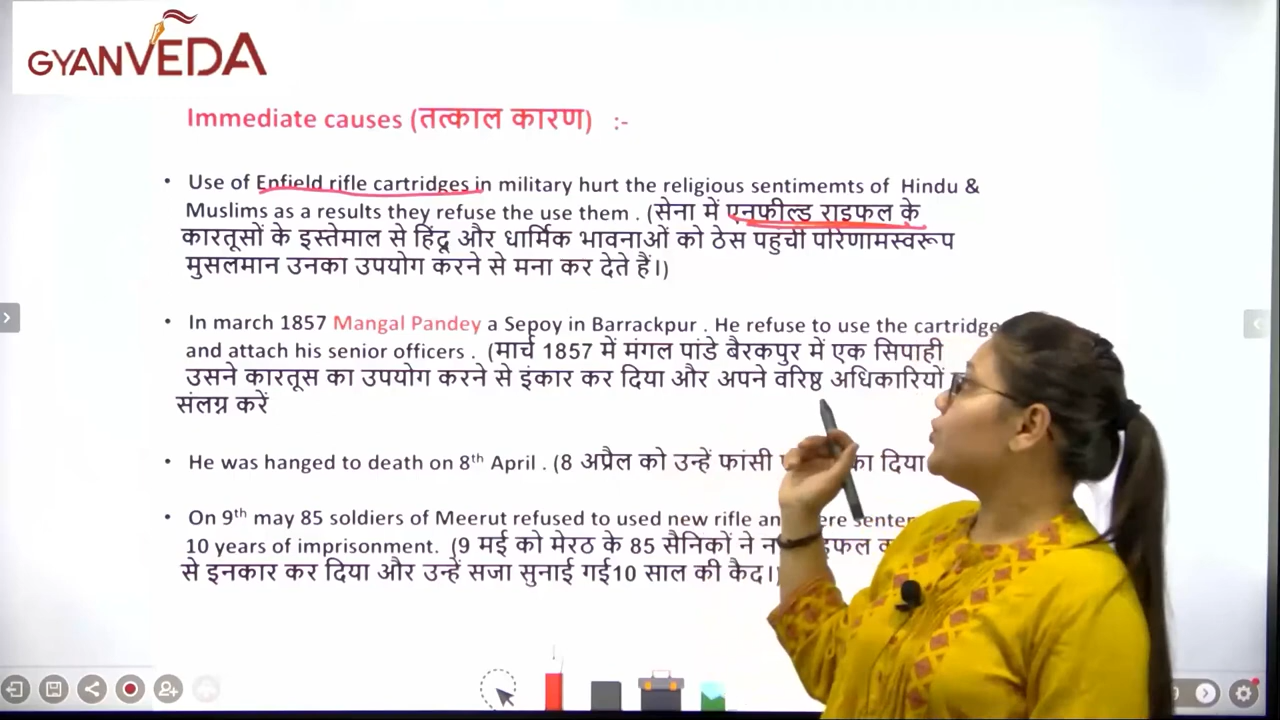 GYANVEDA
Immediate causes (तत्काल कारण) :-
• Use of Enfield rifle cartridges in military hurt the religious sentimemts of Hindu &
Muslims as a results they refuse the use them . (सेना में एनफील्ड राइफल के
कारतूसों के इस्तेमाल से हिंदू और धार्मिक भावनाओं को ठेस पहुंची परिणामस्वरूप
मुसलमान उनका उपयोग करने से मना कर देते हैं।)
• In march 1857 Mangal Pandey a Sepoy in Barrackpur . He refuse to use the cartridge
and attach his senior officers . (मार्च 1857 में मंगल पांडे बैरकपुर में एक सिपाही
उसने कारतूस का उपयोग करने से इंकार कर दिया और अपने वरिष्ठ अधिकारियों
संलग्न करें
• He was hanged to death on 8th April . (8 अप्रैल को उन्हें फांसी का दिया
• On 9th may 85 soldiers of Meerut refused to used new rifle
10 years of imprisonment. (9 मई को मेरठ के 85 सैनिकों ने
से इनकार कर दिया और उन्हें सजा सुनाई गई10 साल की कैद।)